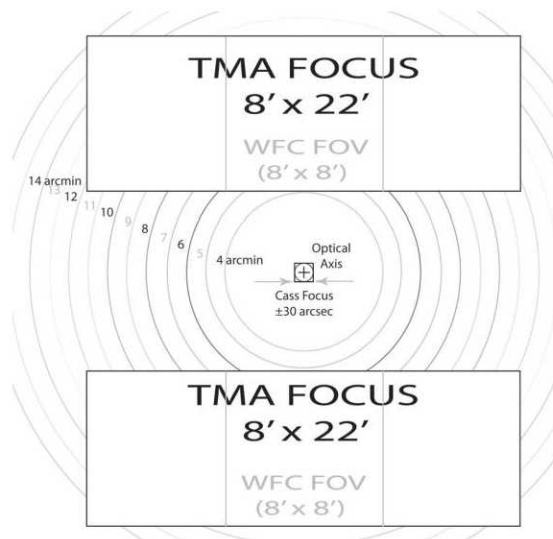 TMA FOCUS
8’ x 22’
WFC FOV
(8’ x 8’)
14 arcmin
13
12
11
10
9
8
7
6
5
4 arcmin
Optical
Axis
Cass Focus
±30 arcsec
TMA FOCUS
8’ x 22’
WFC FOV
(8’ x 8’)